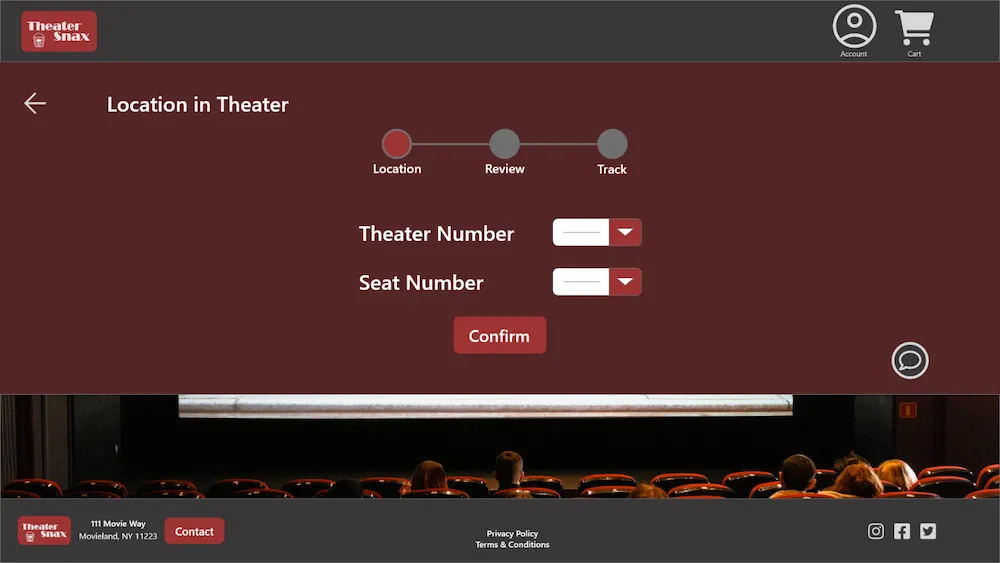 Theater
Snax
Account
Cart
Location in Theater
Location
Review
Track
Theater Number
Seat Number
Confirm
Theater
Snax
111 Movie Way
Movieland, NY 11223
Contact
Privacy Policy
Terms & Conditions